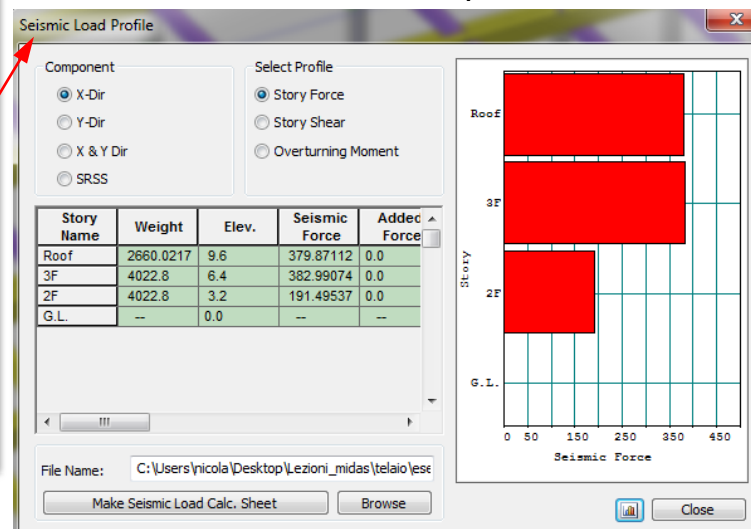 Seismic Load Profile
Component
X-Dir
Y-Dir
X & Y Dir
SRSS
Select Profile
Story Force
Story Shear
Overturning Moment
Story Name Weight Elev. Seismic Force Added Force
Roof 2660.0217 9.6 379.87112 0.0
3F 4022.8 6.4 382.99074 0.0
2F 4022.8 3.2 191.49537 0.0
G.L. -- 0.0 -- --
File Name: C:\Users\nicola\Desktop\Lezioni_midas\telaio\ese
Make Seismic Load Calc. Sheet Browse
Roof
3F
2F
G.L.
Story
0 50 150 250 350 450
Seismic Force
Close